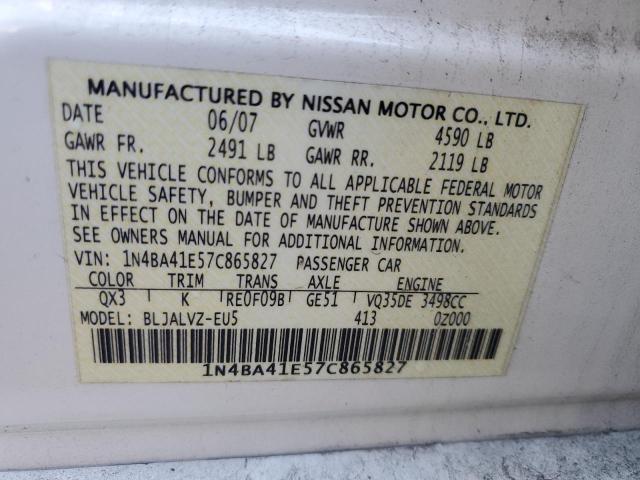 MANUFACTURED BY NISSAN MOTOR CO., LTD.
DATE 06/07 GVWR 4590 LB
GAWR FR. 2491 LB GAWR RR. 2119 LB
THIS VEHICLE CONFORMS TO ALL APPLICABLE FEDERAL MOTOR
VEHICLE SAFETY, BUMPER AND THEFT PREVENTION STANDARDS
IN EFFECT ON THE DATE OF MANUFACTURE SHOWN ABOVE.
SEE OWNERS MANUAL FOR ADDITIONAL INFORMATION.
VIN: 1N4BA41E57C865827 PASSENGER CAR
COLOR TRIM TRANS AXLE ENGINE
QX3 K RE0F09B GE51 VQ35DE 3498CC
MODEL: BLJALVZ-EU5 413 0Z000
1N4BA41E57C865827